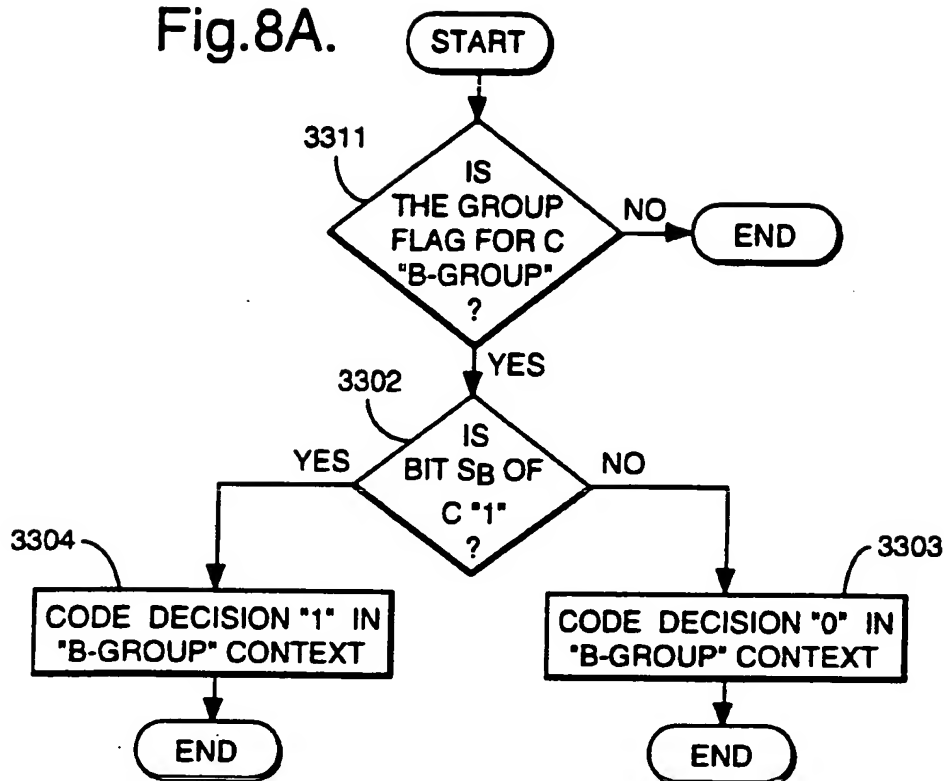 Fig.8A.
START
3311
IS
THE GROUP
FLAG FOR C
"B-GROUP"
?
NO
END
YES
3302
IS
BIT SB OF
C "1"
?
YES
NO
3304
3303
CODE DECISION "1" IN
"B-GROUP" CONTEXT
CODE DECISION "0" IN
"B-GROUP" CONTEXT
END
END